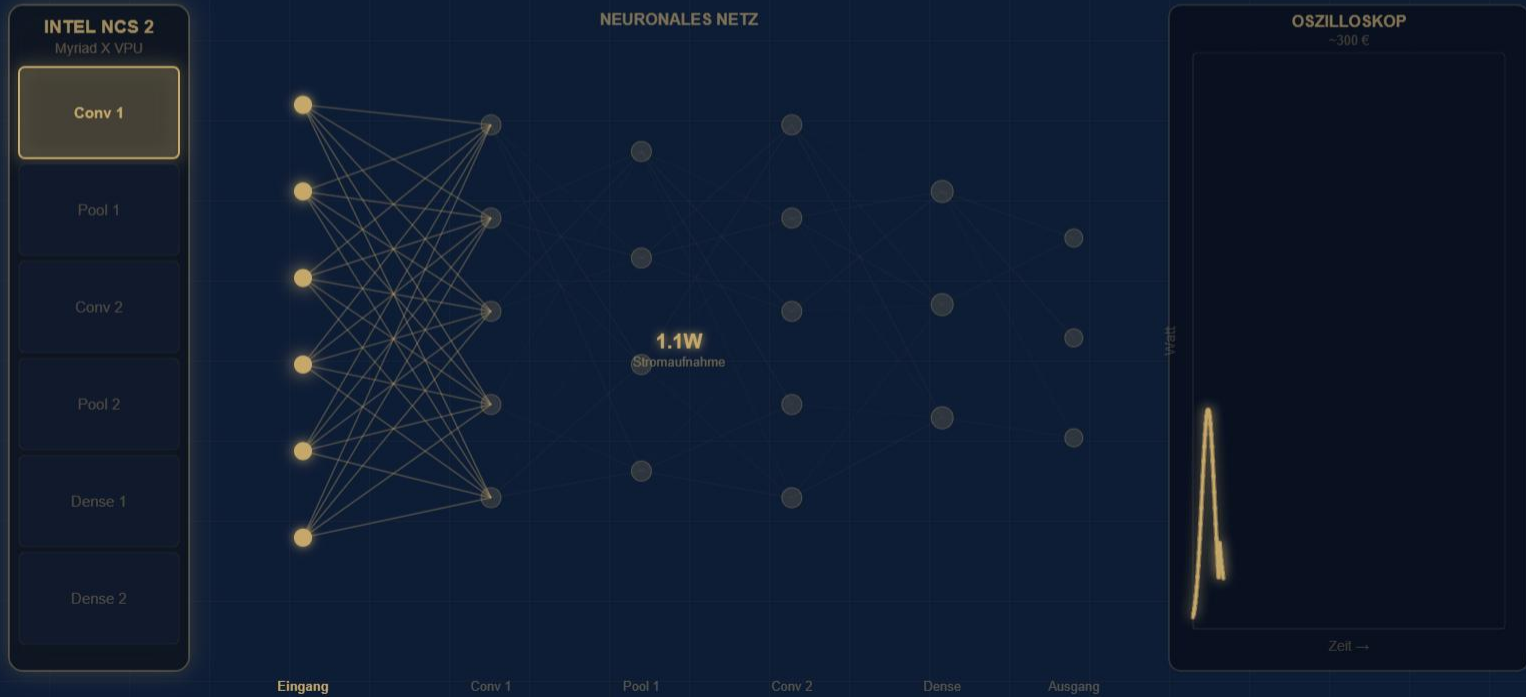 INTEL NCS 2
Myriad X VPU
Conv 1
Pool 1
Conv 2
Pool 2
Dense 1
Dense 2
NEURONALES NETZ
1.1W
Stromaufnahme
Eingang
Conv 1
Pool 1
Conv 2
Dense
Ausgang
OSZILLOSKOP
~300 €
Watt
Zeit →